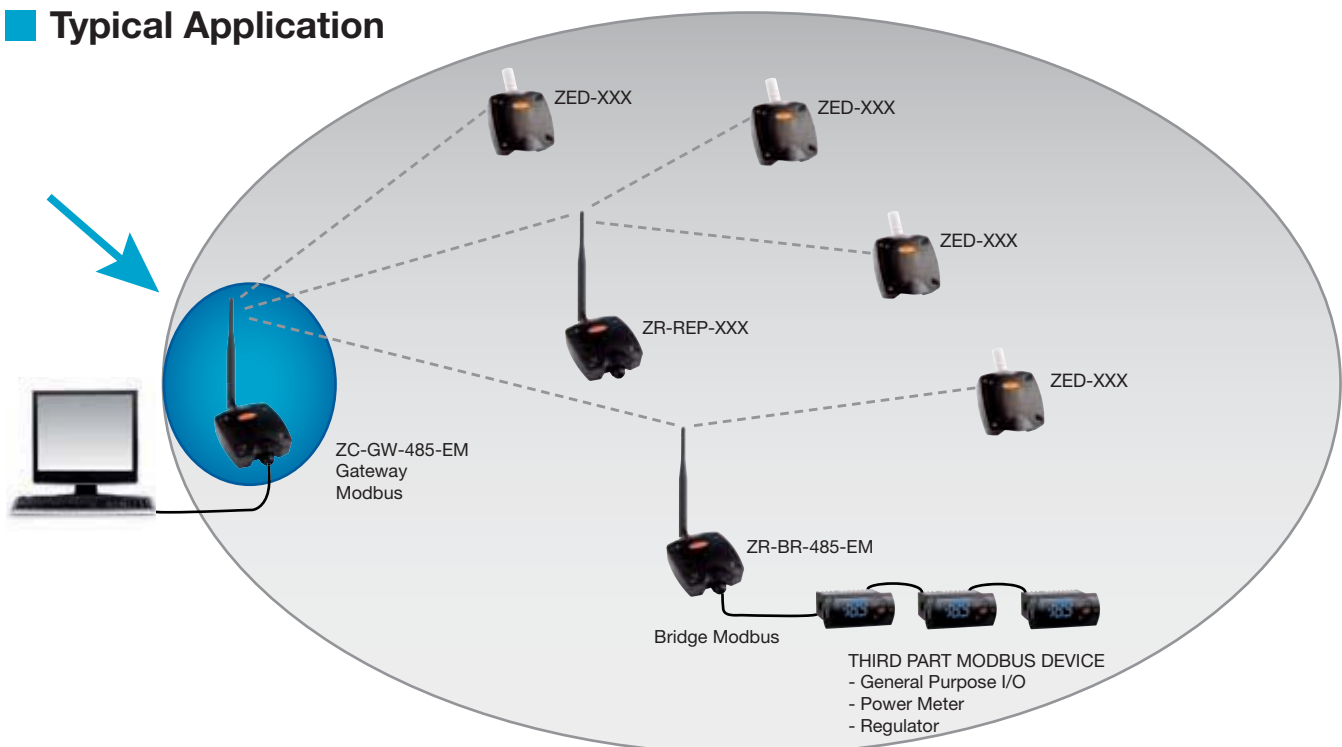 Typical Application
ZED-XXX
ZED-XXX
ZED-XXX
ZR-REP-XXX
ZED-XXX
ZC-GW-485-EM
Gateway
Modbus
ZR-BR-485-EM
Bridge Modbus
THIRD PART MODBUS DEVICE
- General Purpose I/O
- Power Meter
- Regulator